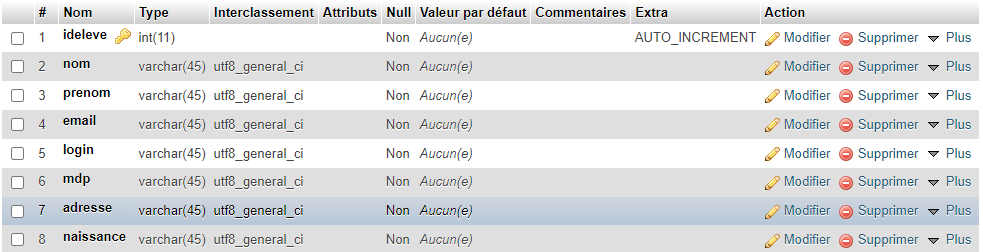 # Nom Type Interclassement Attributs Null Valeur par défaut Commentaires Extra Action
1 ideleve int(11) Non Aucun(e) AUTO_INCREMENT Modifier Supprimer Plus
2 nom varchar(45) utf8_general_ci Non Aucun(e) Modifier Supprimer Plus
3 prenom varchar(45) utf8_general_ci Non Aucun(e) Modifier Supprimer Plus
4 email varchar(45) utf8_general_ci Non Aucun(e) Modifier Supprimer Plus
5 login varchar(45) utf8_general_ci Non Aucun(e) Modifier Supprimer Plus
6 mdp varchar(45) utf8_general_ci Non Aucun(e) Modifier Supprimer Plus
7 adresse varchar(45) utf8_general_ci Non Aucun(e) Modifier Supprimer Plus
8 naissance varchar(45) utf8_general_ci Non Aucun(e) Modifier Supprimer Plus